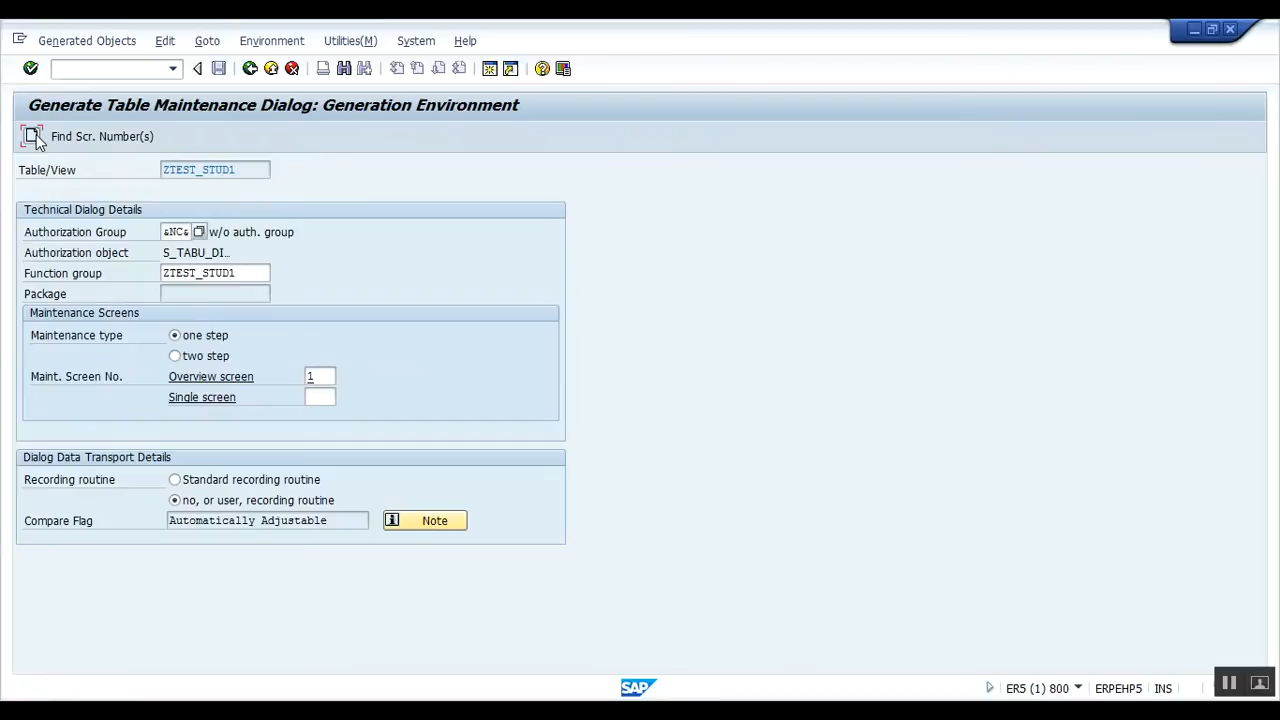 Generated Objects Edit Goto Environment Utilities(M) System Help
Generate Table Maintenance Dialog: Generation Environment
Find Scr. Number(s)
Table/View ZTEST_STUD1
Technical Dialog Details
Authorization Group &NC& w/o auth. group
Authorization object S_TABU_DI...
Function group ZTEST_STUD1
Package
Maintenance Screens
Maintenance type one step
two step
Maint. Screen No. Overview screen 1
Single screen
Dialog Data Transport Details
Recording routine Standard recording routine
no, or user, recording routine
Compare Flag Automatically Adjustable Note
SAP ER5 (1) 800 ERPEHP5 INS